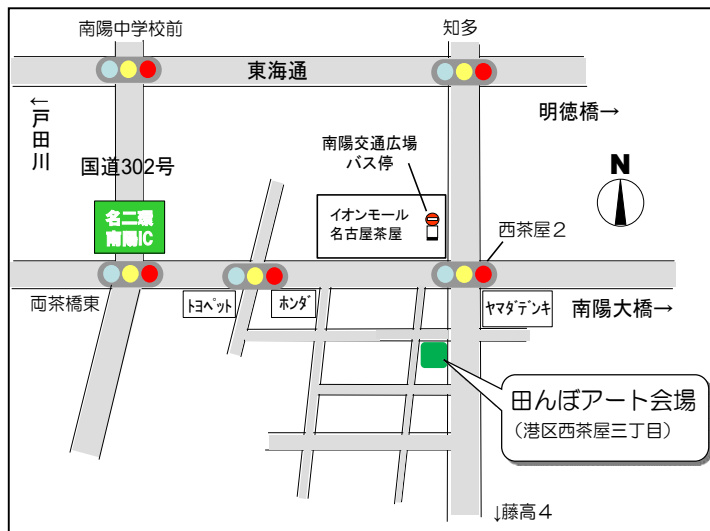 南陽中学校前
知多
東海通
←戸田川
明徳橋→
国道302号
南陽交通広場
バス停
N
名二環
南陽IC
イオンモール
名古屋茶屋
西茶屋2
両茶橋東
ﾄﾖﾍﾟｯﾄ
ﾎﾝﾀﾞ
ﾔﾏﾀﾞﾃﾞﾝｷ
南陽大橋→
田んぼアート会場
（港区西茶屋三丁目）
↓藤高4